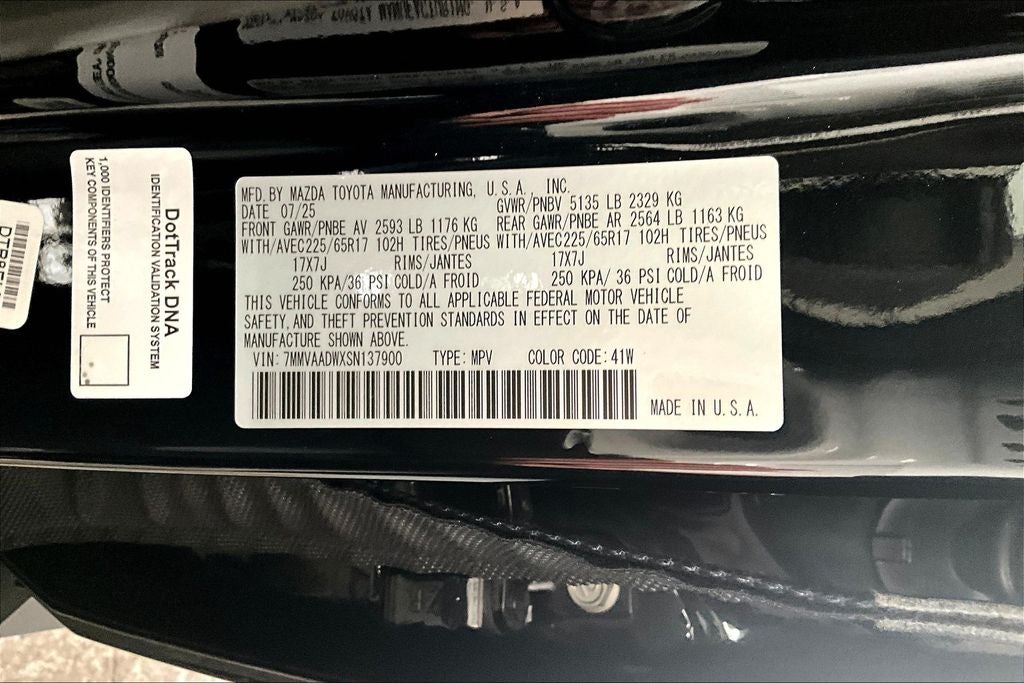 MFD. BY MAZDA TOYOTA MANUFACTURING, U.S.A., INC.
DATE 07/25
GVWR/PNBV 5135 LB 2329 KG
FRONT GAWR/PNBE AV 2593 LB 1176 KG
REAR GAWR/PNBE AR 2564 LB 1163 KG
WITH/AVEC225/65R17 102H TIRES/PNEUS
WITH/AVEC225/65R17 102H TIRES/PNEUS
17X7J RIMS/JANTES
17X7J RIMS/JANTES
250 KPA/36 PSI COLD/A FROID
250 KPA/ 36 PSI COLD/A FROID
THIS VEHICLE CONFORMS TO ALL APPLICABLE FEDERAL MOTOR VEHICLE
SAFETY, AND THEFT PREVENTION STANDARDS IN EFFECT ON THE DATE OF
MANUFACTURE SHOWN ABOVE.
VIN: 7MMVAADWXSN137900 TYPE: MPV COLOR CODE: 41W
MADE IN U.S.A.
DotTrack DNA
IDENTIFICATION VALIDATION SYSTEM
1,000 IDENTIFIERS PROTECT
KEY COMPONENTS OF THIS VEHICLE